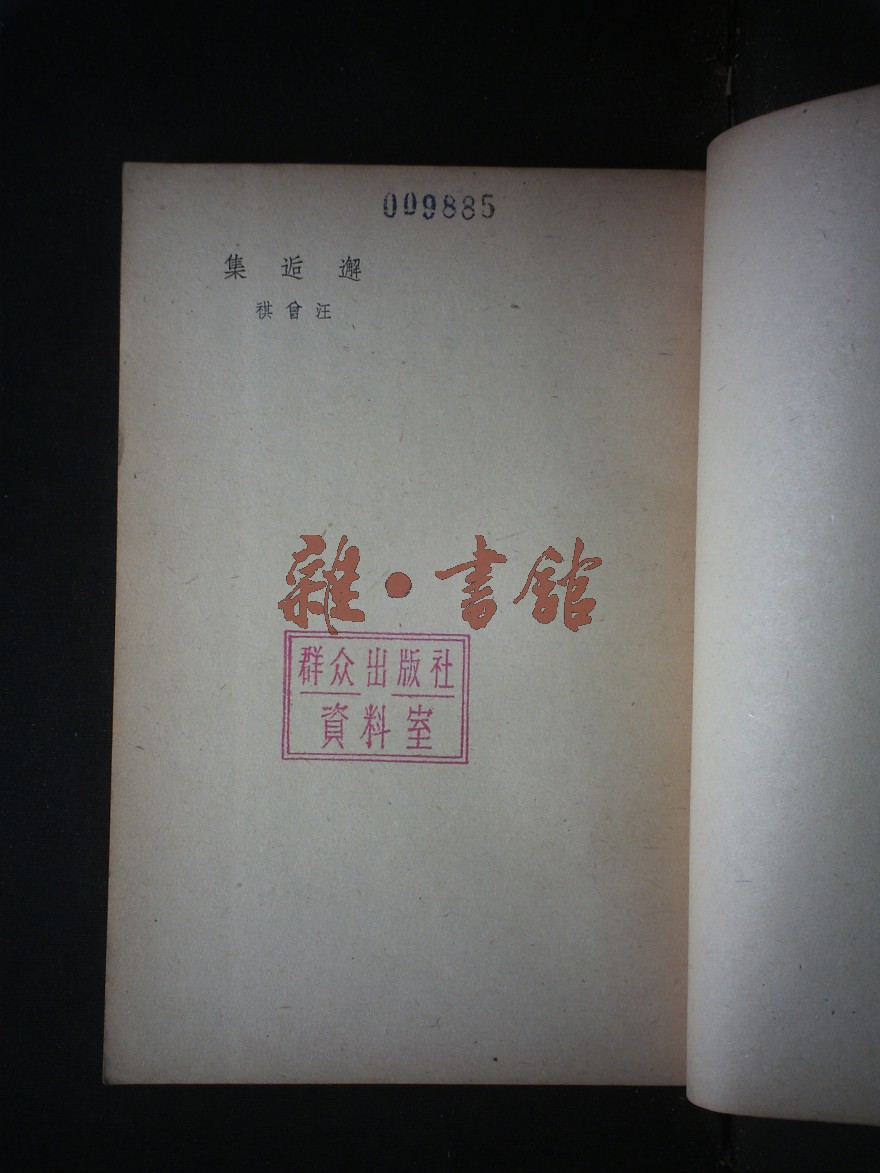 009885
邂逅集
汪曾祺
雜·書館
群众出版社
資料室